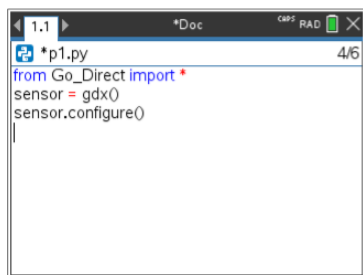 1.1 *Doc CAPS RAD
*p1.py 4/6
from Go_Direct import *
sensor = gdx()
sensor.configure()